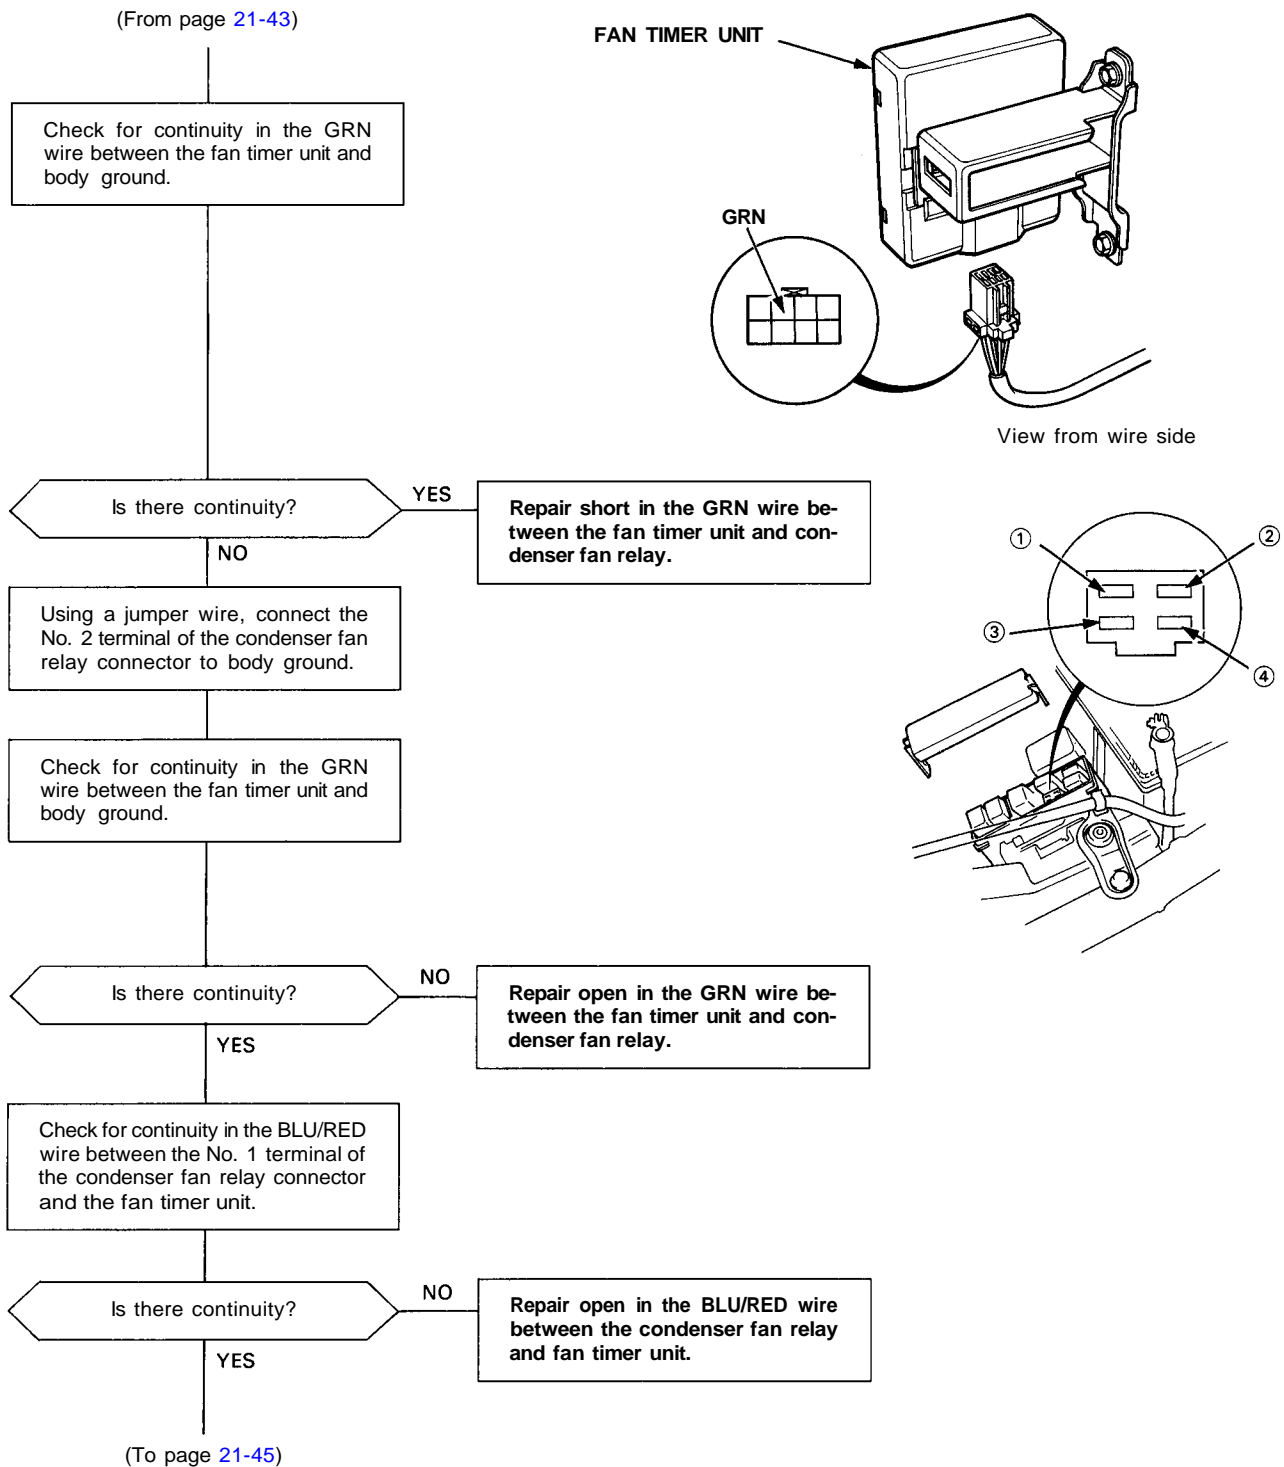 (From page 21-43)
FAN TIMER UNIT
Check for continuity in the GRN
wire between the fan timer unit and
body ground.
GRN
View from wire side
Is there continuity?
YES
Repair short in the GRN wire be-
tween the fan timer unit and con-
denser fan relay.
NO
①
②
③
④
Using a jumper wire, connect the
No. 2 terminal of the condenser fan
relay connector to body ground.
Check for continuity in the GRN
wire between the fan timer unit and
body ground.
Is there continuity?
NO
Repair open in the GRN wire be-
tween the fan timer unit and con-
denser fan relay.
YES
Check for continuity in the BLU/RED
wire between the No. 1 terminal of
the condenser fan relay connector
and the fan timer unit.
Is there continuity?
NO
Repair open in the BLU/RED wire
between the condenser fan relay
and fan timer unit.
YES
(To page 21-45)